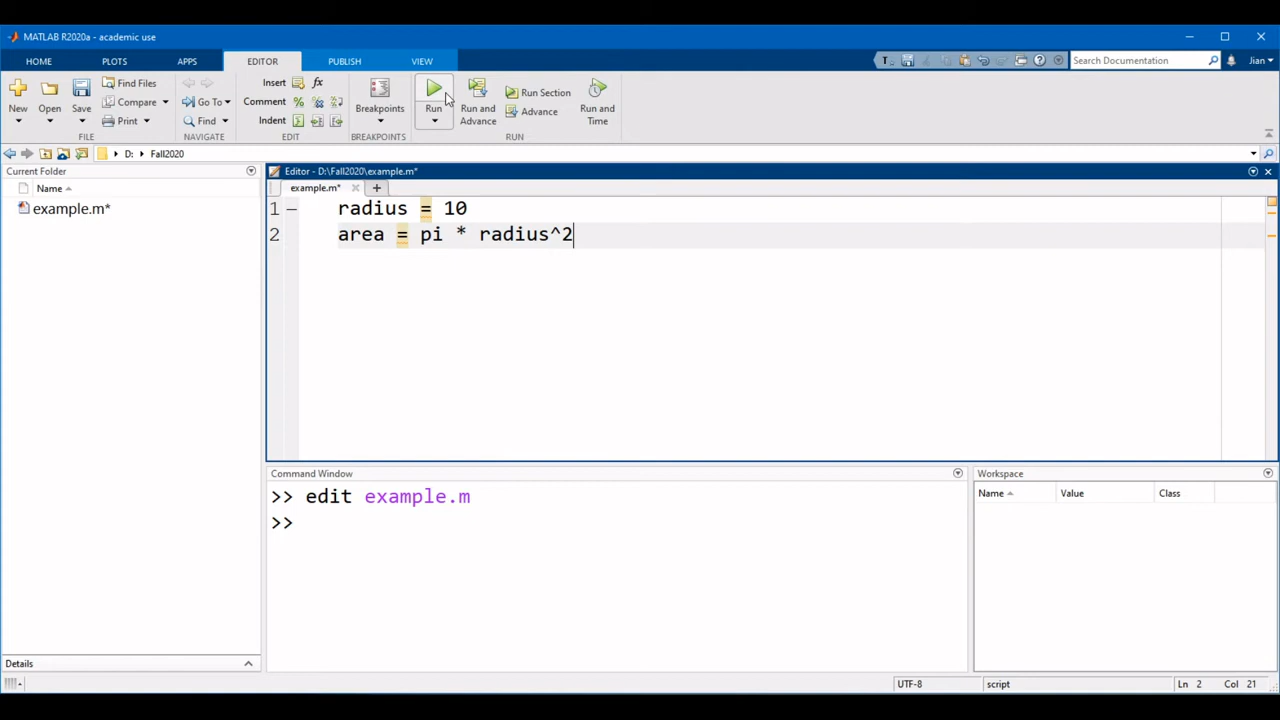 MATLAB R2020a - academic use
HOME PLOTS APPS EDITOR PUBLISH VIEW Search Documentation Jian
New Open Save Find Files Compare Print Go To Find Insert fx Comment Indent Breakpoints Run Run and Advance Run Section Advance Run and Time
FILE NAVIGATE EDIT BREAKPOINTS RUN
D: Fall2020
Current Folder
Name
example.m*
Details
Editor - D:\Fall2020\example.m*
example.m* +
1 radius = 10
2 area = pi * radius^2
Command Window
>> edit example.m
>>
Workspace
Name Value Class
UTF-8 script Ln 2 Col 21